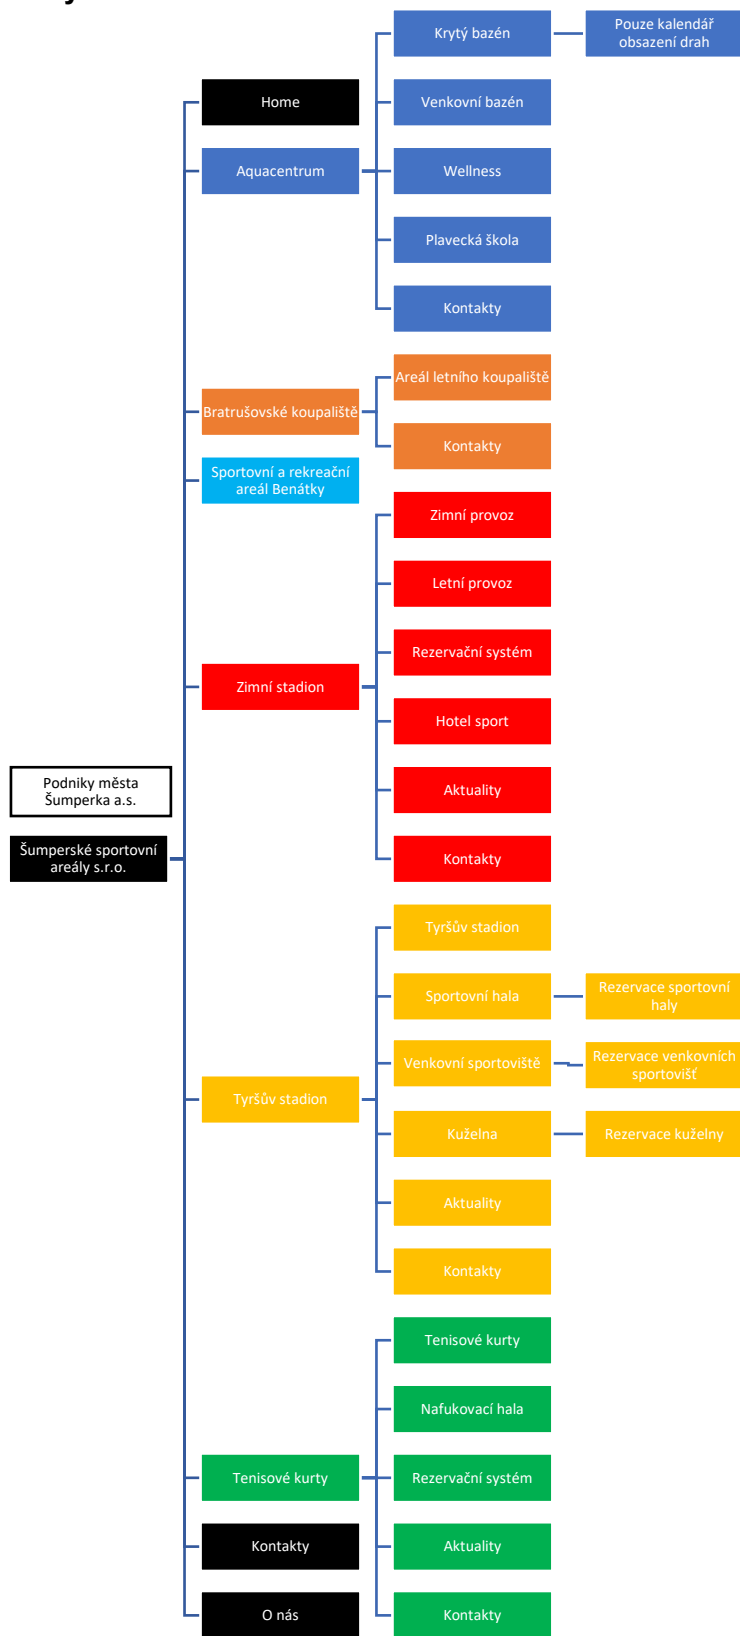 Krytý bazén
Pouze kalendář
obsazení drah
Home
Venkovní bazén
Aquacentrum
Wellness
Plavecká škola
Kontakty
Areál letního koupaliště
Bratrušovské koupaliště
Kontakty
Sportovní a rekreační
areál Benátky
Zimní provoz
Letní provoz
Rezervační systém
Zimní stadion
Hotel sport
Podniky města
Šumperka a.s.
Aktuality
Šumperské sportovní
areály s.r.o.
Kontakty
Tyršův stadion
Sportovní hala
Rezervace sportovní
haly
Venkovní sportoviště
Rezervace venkovních
sportovišť
Tyršův stadion
Kuželna
Rezervace kuželny
Aktuality
Kontakty
Tenisové kurty
Nafukovací hala
Tenisové kurty
Rezervační systém
Kontakty
Aktuality
O nás
Kontakty